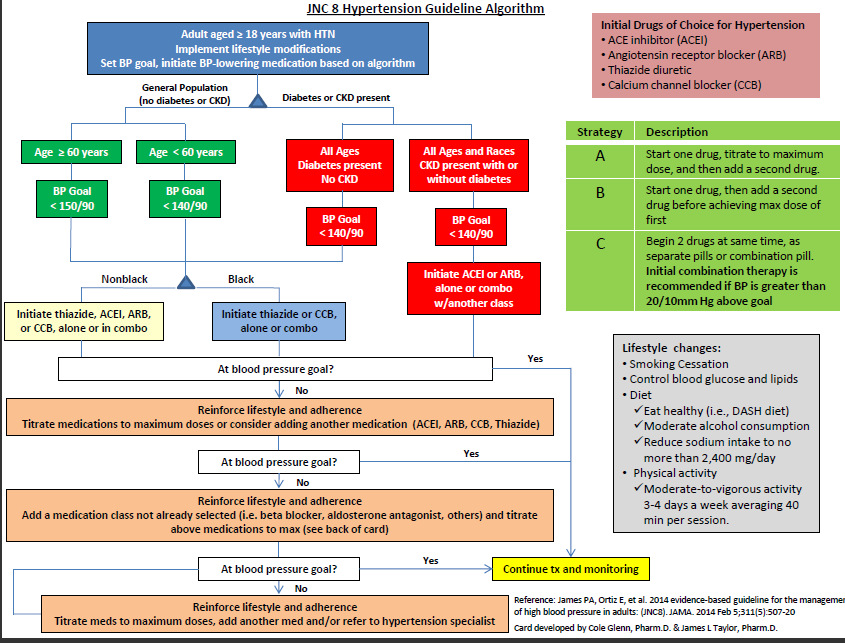 JNC 8 Hypertension Guideline Algorithm
Adult aged ≥ 18 years with HTN
Implement lifestyle modifications
Set BP goal, initiate BP-lowering medication based on algorithm
General Population
(no diabetes or CKD)
Diabetes or CKD present
Age ≥ 60 years
Age < 60 years
All Ages
Diabetes present
No CKD
All Ages and Races
CKD present with or
without diabetes
BP Goal
< 150/90
BP Goal
< 140/90
BP Goal
< 140/90
BP Goal
< 140/90
Nonblack
Black
Initiate thiazide, ACEI, ARB,
or CCB, alone or in combo
Initiate thiazide or CCB,
alone or combo
Initiate ACEI or ARB,
alone or combo
w/another class
At blood pressure goal?
Yes
No
Reinforce lifestyle and adherence
Titrate medications to maximum doses or consider adding another medication (ACEI, ARB, CCB, Thiazide)
At blood pressure goal?
Yes
No
Reinforce lifestyle and adherence
Add a medication class not already selected (i.e. beta blocker, aldosterone antagonist, others) and titrate
above medications to max (see back of card)
At blood pressure goal?
Yes
Continue tx and monitoring
No
Reinforce lifestyle and adherence
Titrate meds to maximum doses, add another med and/or refer to hypertension specialist
Initial Drugs of Choice for Hypertension
• ACE inhibitor (ACEI)
• Angiotensin receptor blocker (ARB)
• Thiazide diuretic
• Calcium channel blocker (CCB)
Strategy Description
A Start one drug, titrate to maximum
dose, and then add a second drug.
B Start one drug, then add a second
drug before achieving max dose of
first
C Begin 2 drugs at same time, as
separate pills or combination pill.
Initial combination therapy is
recommended if BP is greater than
20/10mm Hg above goal
Lifestyle changes:
• Smoking Cessation
• Control blood glucose and lipids
• Diet
✓Eat healthy (i.e., DASH diet)
✓Moderate alcohol consumption
✓Reduce sodium intake to no
more than 2,400 mg/day
• Physical activity
✓Moderate-to-vigorous activity
3-4 days a week averaging 40
min per session.
Reference: James PA, Ortiz E, et al. 2014 evidence-based guideline for the managemen
of high blood pressure in adults: (JNC8). JAMA. 2014 Feb 5;311(5):507-20
Card developed by Cole Glenn, Pharm.D. & James L Taylor, Pharm.D.